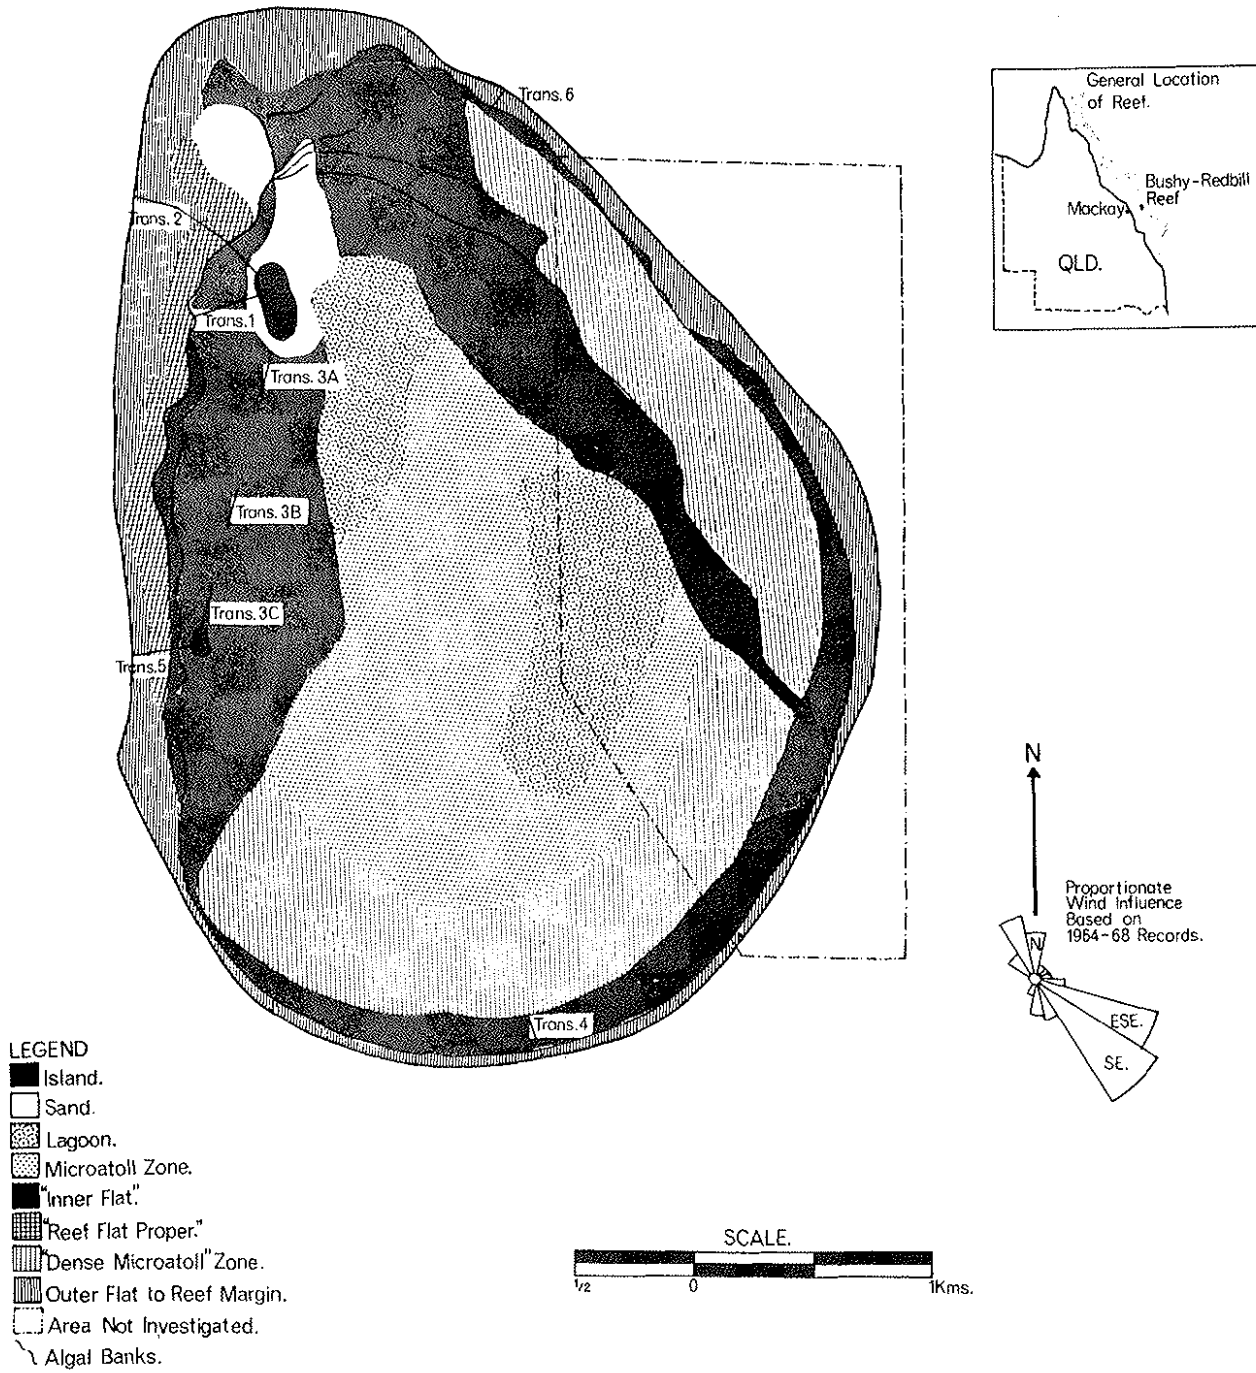 Trans. 6
General Location
of Reef.
Bushy-Redbill
Reef
Mackay
QLD.
Trans. 2
Trans. 1
Trans. 3A
Trans. 3B
Trans. 3C
Trans. 5
Trans. 4
N
Proportionate
Wind Influence
Based on
1964-68 Records.
N
ESE.
SE.
LEGEND
Island.
Sand.
Lagoon.
Microatoll Zone.
"Inner Flat."
"Reef Flat Proper."
"Dense Microatoll" Zone.
Outer Flat to Reef Margin.
Area Not Investigated.
Algal Banks.
SCALE.
1/2 0 1Kms.